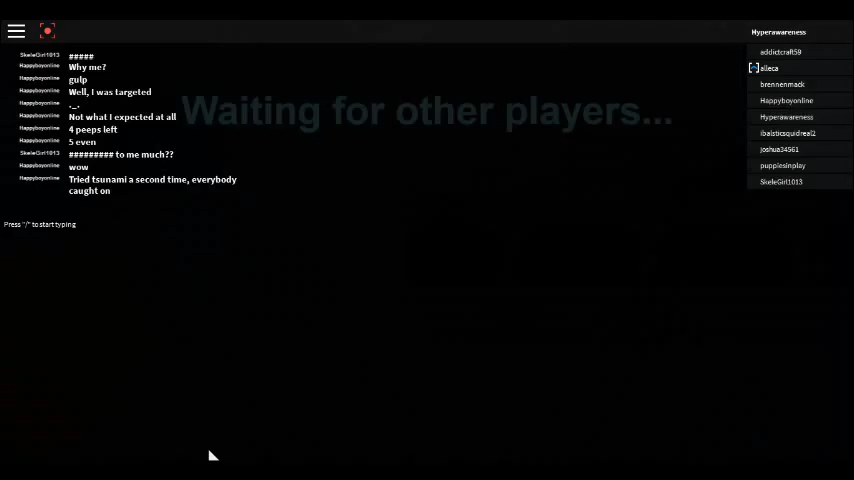 Hyperawareness
SkeleGirl1013 #####
Happyboyonline Why me?
Happyboyonline gulp
Happyboyonline Well, I was targeted
Happyboyonline ._.
Happyboyonline Not what I expected at all
Happyboyonline 4 peeps left
Happyboyonline 5 even
SkeleGirl1013 ######### to me much??
Happyboyonline wow
Happyboyonline Tried tsunami a second time, everybody
caught on
Press "/" to start typing
Waiting for other players...
addictcraft59
alleca
brennenmack
Happyboyonline
Hyperawareness
ibalsticsquidreal2
joshua34561
puppiesinplay
SkeleGirl1013